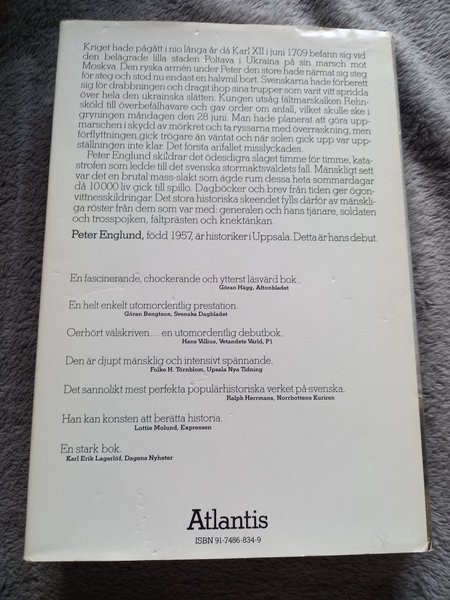 Kriget hade pågått i nio långa år då Karl XII i juni 1709 befann sig vid
den belägrade lilla staden Poltava i Ukraina på sin marsch mot
Moskva. Den ryska armén under Peter den store hade närmat sig steg
för steg och stod nu endast en halvmil bort. Svenskarna hade förberett
sig för drabbningen och dragit ihop sina trupper som varit vitt spridda
över hela den ukrainska slätten. Kungen utsåg fältmarskalken Rehn-
skiöld till överbefälhavare och gav order om anfall, vilket skulle ske i
gryningen måndagen den 28 juni. Man hade planerat att göra upp-
marschen i skydd av mörkret och ta ryssarna med överraskning, men
förflyttningen gick trögare än väntat och när solen gick upp var upp-
ställningen inte klar. Det första anfallet misslyckades.
Peter Englund skildrar det ödesdigra slaget timme för timme, kata-
strofen som ledde till det svenska stormaktsväldets fall. Mänskligt sett
var det en brutal mass-slakt som ägde rum dessa heta sommardagar
då 10 000 liv gick till spillo. Dagböcker och brev från tiden ger ögon-
vittnesskildringar. Det stora historiska skeendet fylls därför av mänskli-
ga röster från dem som var med: generalen och hans tjänare, soldaten
och trosspojken, fältprästen och knektänkan.
Peter Englund, född 1957, är historiker i Uppsala. Detta är hans debut.
En fascinerande, chockerande och ytterst läsvärd bok.
Göran Hägg, Aftonbladet
En helt enkelt utomordentlig prestation.
Göran Bengtson, Svenska Dagbladet
Oerhört välskriven... en utomordentlig debutbok.
Hans Villius, Vetandets Värld, P1
Den är djupt mänsklig och intensivt spännande.
Folke H. Törnblom, Upsala Nya Tidning
Det sannolikt mest perfekta populärhistoriska verket på svenska.
Ralph Herrmans, Norrbottens Kuriren
Han kan konsten att berätta historia.
Lottie Molund, Expressen
En stark bok.
Karl Erik Lagerlöf, Dagens Nyheter
Atlantis
ISBN 91-7486-834-9